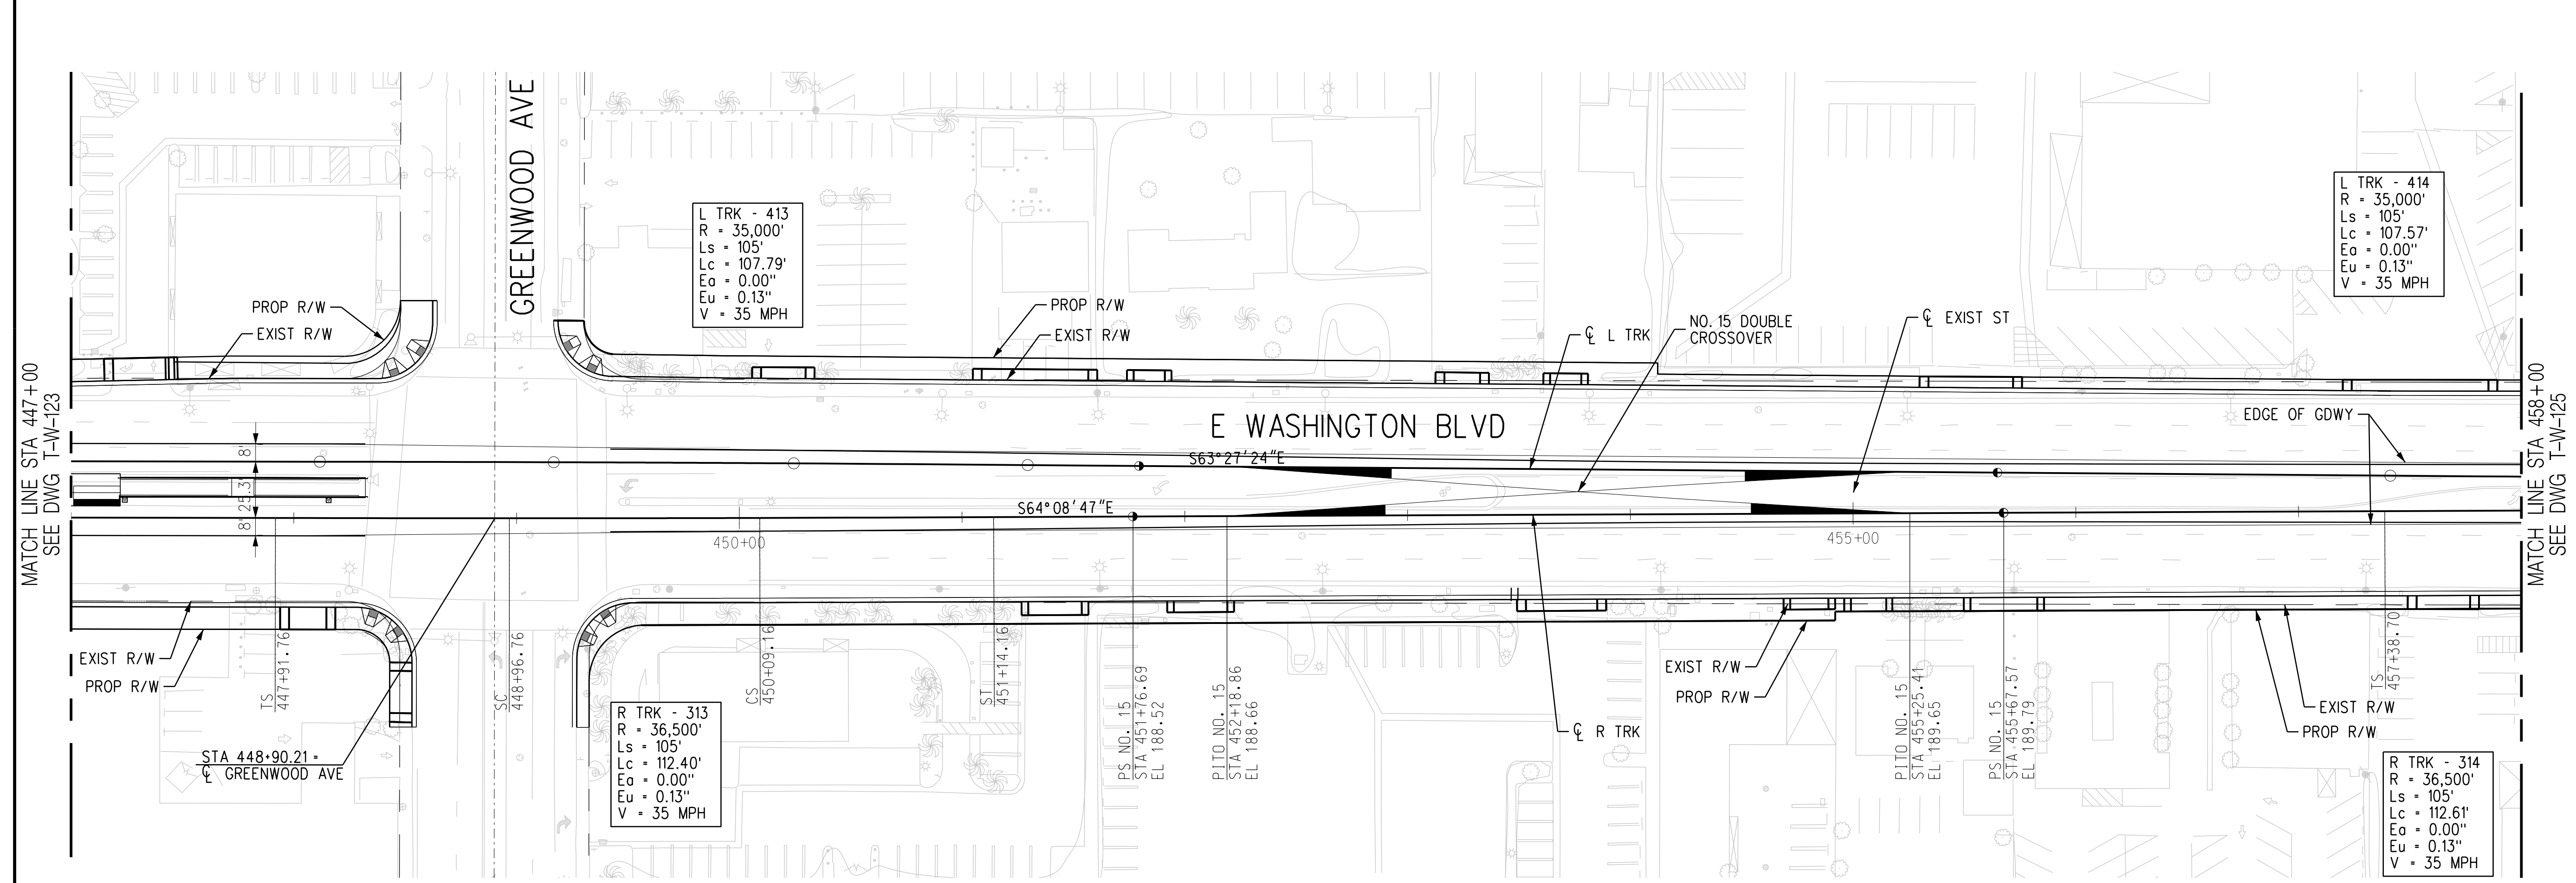 MATCH LINE STA 447+00
SEE DWG T-W-123
GREENWOOD AVE
PROP R/W
EXIST R/W
L TRK - 413
R = 35,000'
Ls = 105'
Lc = 107.79'
Ea = 0.00"
Eu = 0.13"
V = 35 MPH
PROP R/W
EXIST R/W
℄ L TRK
NO. 15 DOUBLE
CROSSOVER
℄ EXIST ST
L TRK - 414
R = 35,000'
Ls = 105'
Lc = 107.57'
Ea = 0.00"
Eu = 0.13"
V = 35 MPH
EDGE OF GDWY
MATCH LINE STA 458+00
SEE DWG T-W-125
E WASHINGTON BLVD
8'
25.3'
8'
S63°27'24"E
S64°08'47"E
450+00
455+00
EXIST R/W
PROP R/W
TS
447+91.76
SC
448+96.76
CS
450+09.16
ST
451+14.16
PS NO. 15
STA 451+76.69
EL 188.52
PITO NO. 15
STA 452+18.86
EL 188.66
℄ R TRK
EXIST R/W
PROP R/W
PITO NO. 15
STA 455+25.41
EL 189.65
PS NO. 15
STA 455+67.57
EL 189.79
TS
457+38.70
EXIST R/W
PROP R/W
STA 448+90.21 =
℄ GREENWOOD AVE
R TRK - 313
R = 36,500'
Ls = 105'
Lc = 112.40'
Ea = 0.00"
Eu = 0.13"
V = 35 MPH
R TRK - 314
R = 36,500'
Ls = 105'
Lc = 112.61'
Ea = 0.00"
Eu = 0.13"
V = 35 MPH